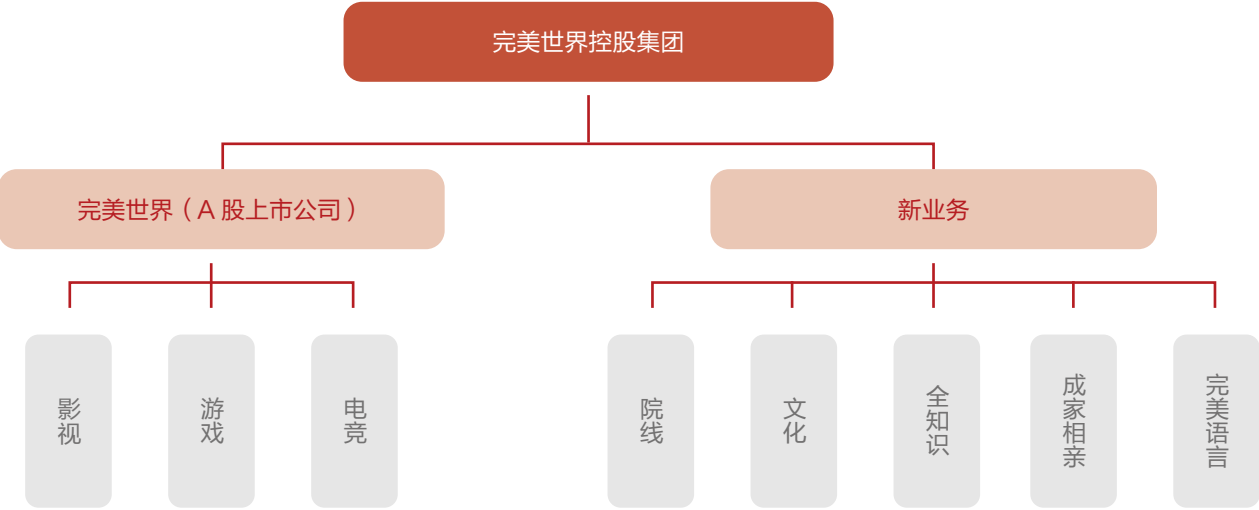 完美世界控股集团
完美世界（A 股上市公司）
新业务
影视
游戏
电竞
院线
文化
全知识
成家相亲
完美语言